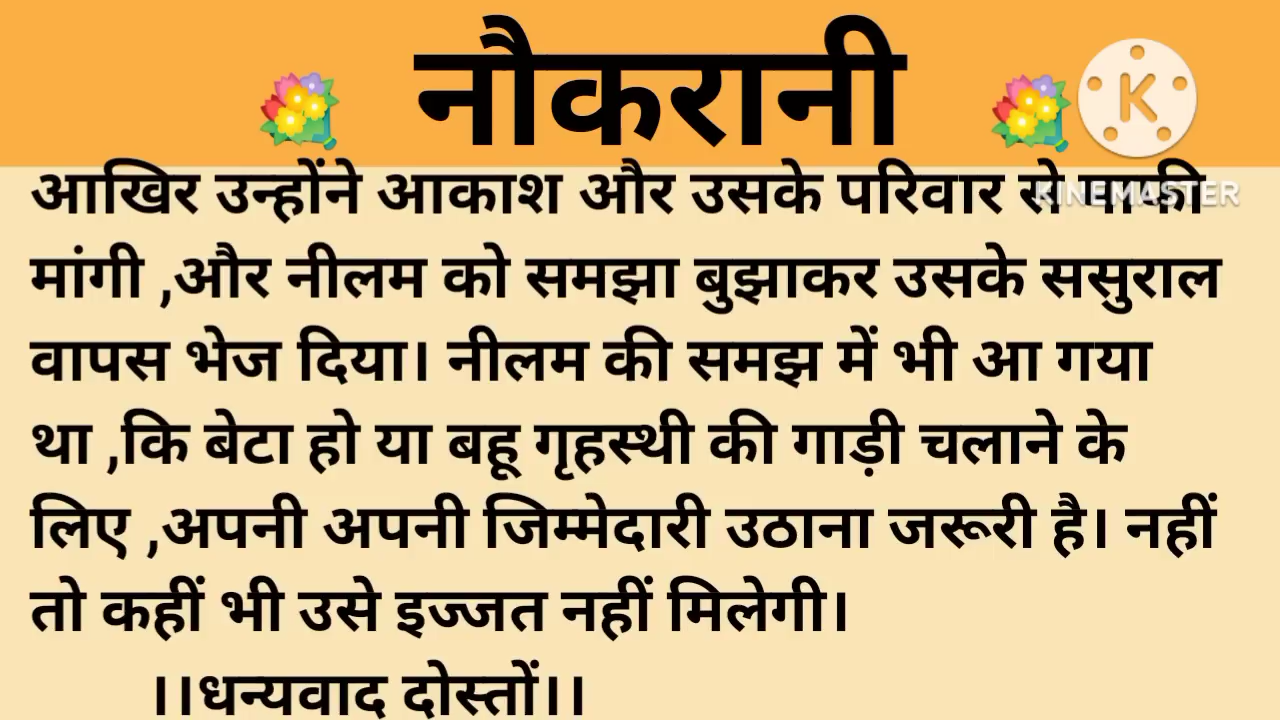 नौकरानी
K
आखिर उन्होंने आकाश और उसके परिवार से माफी
KINEMASTER
मांगी ,और नीलम को समझा बुझाकर उसके ससुराल
वापस भेज दिया। नीलम की समझ में भी आ गया
था ,कि बेटा हो या बहू गृहस्थी की गाड़ी चलाने के
लिए ,अपनी अपनी जिम्मेदारी उठाना जरूरी है। नहीं
तो कहीं भी उसे इज्जत नहीं मिलेगी।
।।धन्यवाद दोस्तों।।